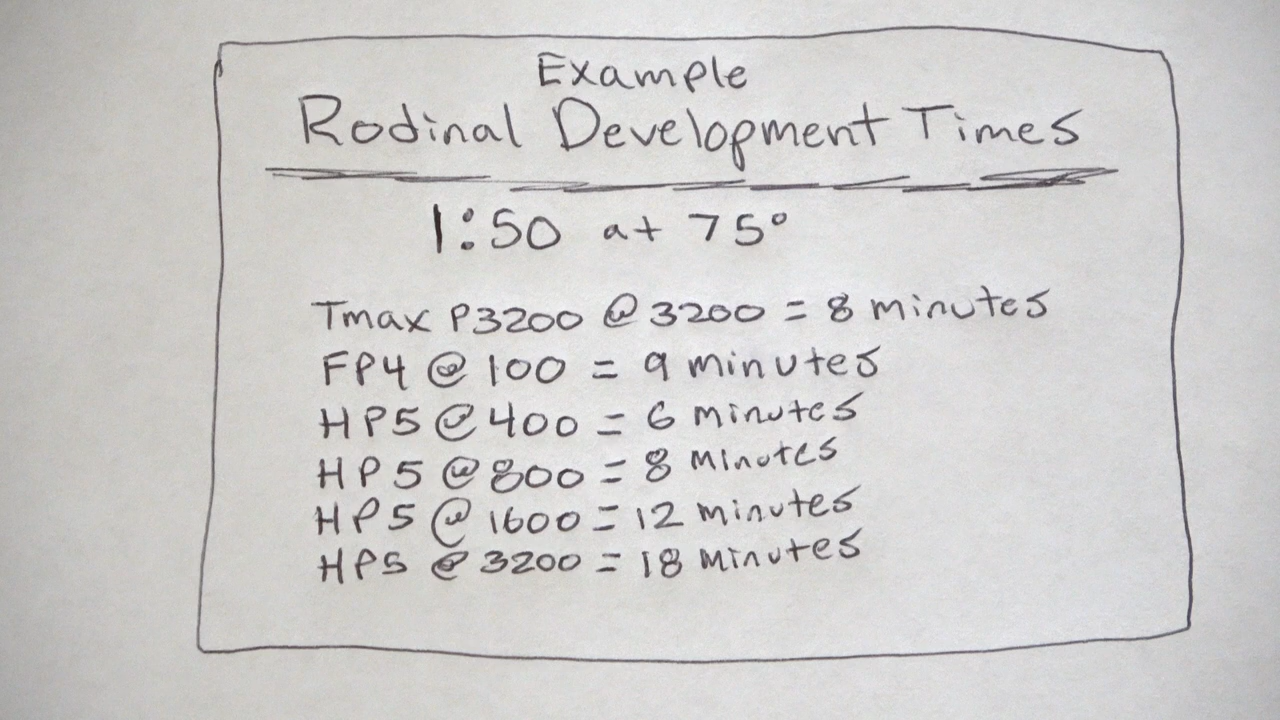 Example
Rodinal Development Times
1:50 at 75°
Tmax P3200 @ 3200 = 8 minutes
FP4 @ 100 = 9 minutes
HP5 @ 400 = 6 minutes
HP5 @ 800 = 8 minutes
HP5 @ 1600 = 12 minutes
HP5 @ 3200 = 18 minutes